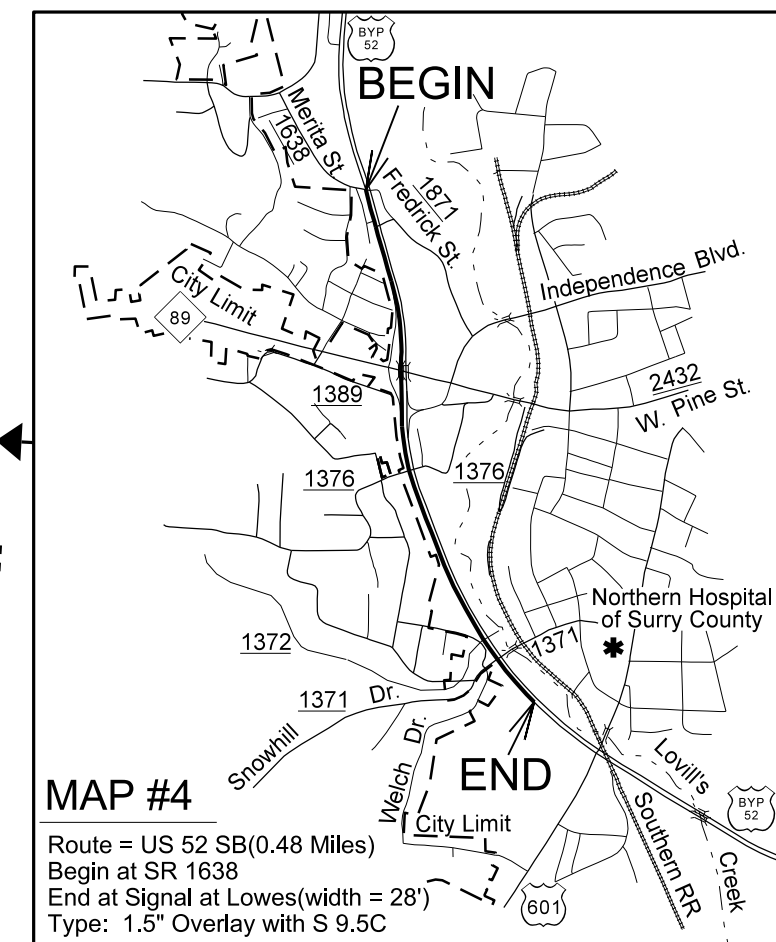 BYP
52
BEGIN
Merita St
1638
1871
Fredrick St.
Independence Blvd.
City Limit
89
1389
2432
W. Pine St.
1376
1376
Northern Hospital
of Surry County
1371
1372
1371
Snowhill Dr.
Welch Dr.
END
Lovill's
Creek
BYP
52
MAP #4
City Limit
Southern RR
601
Route = US 52 SB(0.48 Miles)
Begin at SR 1638
End at Signal at Lowes(width = 28')
Type: 1.5" Overlay with S 9.5C